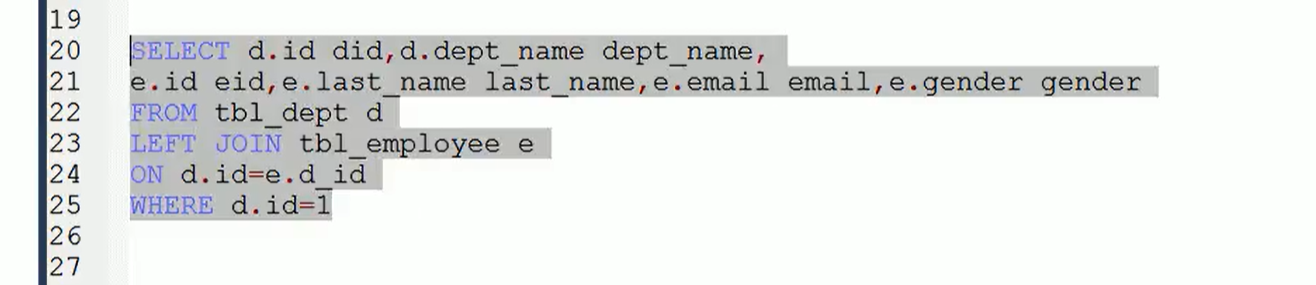 19
20 SELECT d.id did,d.dept_name dept_name,
21 e.id eid,e.last_name last_name,e.email email,e.gender gender
22 FROM tbl_dept d
23 LEFT JOIN tbl_employee e
24 ON d.id=e.d_id
25 WHERE d.id=1
26
27